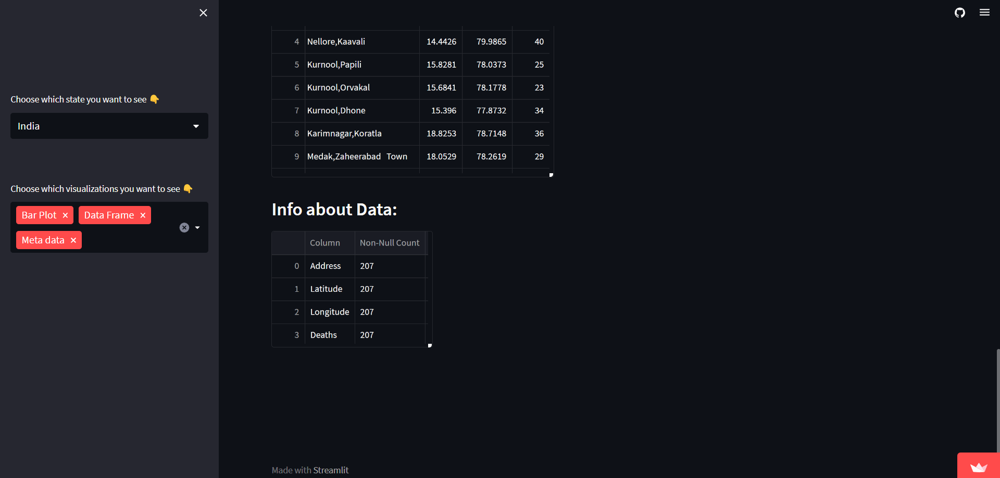 Choose which state you want to see 👇
India
Choose which visualizations you want to see 👇
Bar Plot × Data Frame ×
Meta data ×
4 Nellore,Kaavali 14.4426 79.9865 40
5 Kurnool,Papili 15.8281 78.0373 25
6 Kurnool,Orvakal 15.6841 78.1778 23
7 Kurnool,Dhone 15.396 77.8732 34
8 Karimnagar,Koratla 18.8253 78.7148 36
9 Medak,Zaheerabad Town 18.0529 78.2619 29
Info about Data:
Column Non-Null Count
0 Address 207
1 Latitude 207
2 Longitude 207
3 Deaths 207
Made with Streamlit